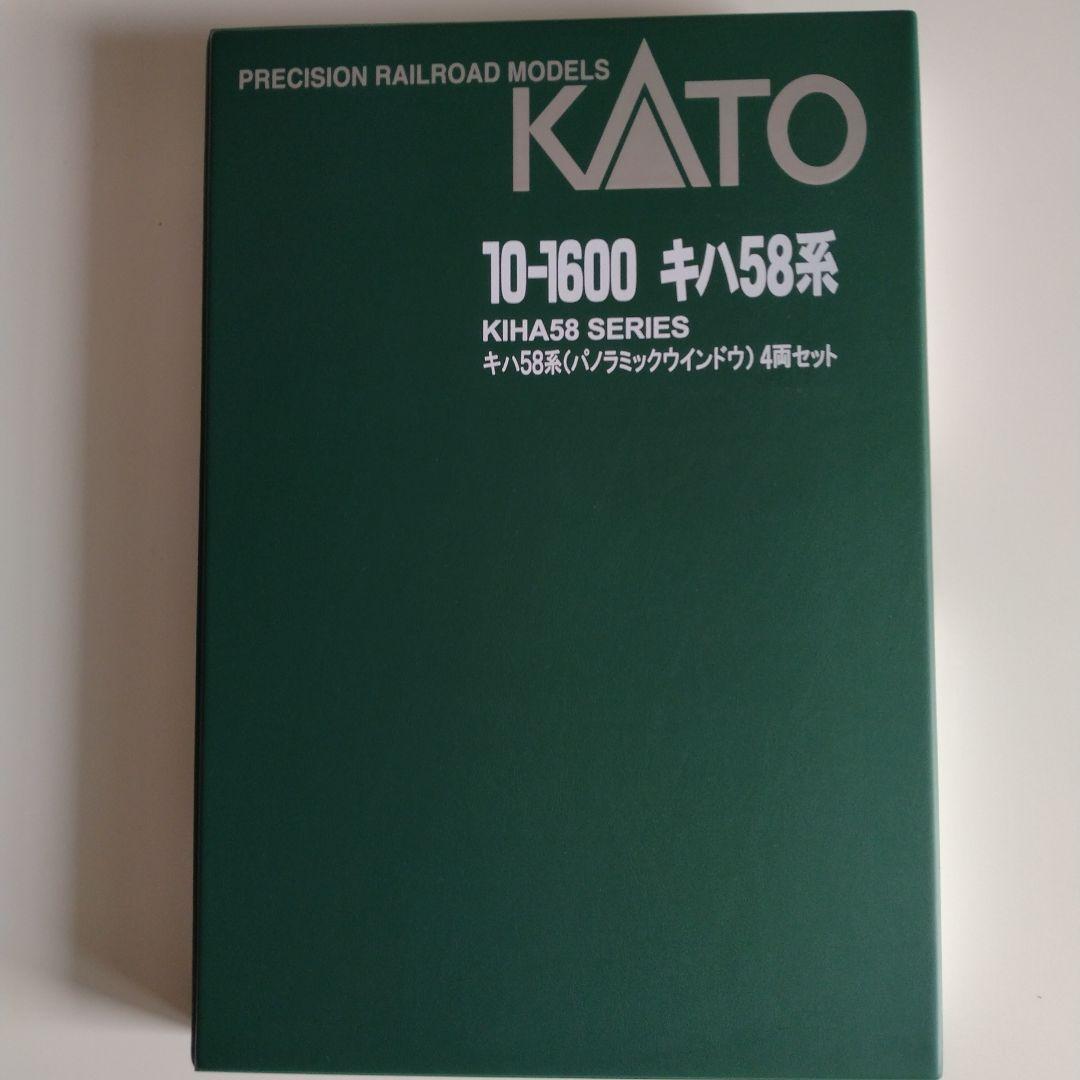 PRECISION RAILROAD MODELS
KATO
10-1600 キハ58系
KIHA58 SERIES
キハ58系(パノラミックウインドウ) 4両セット